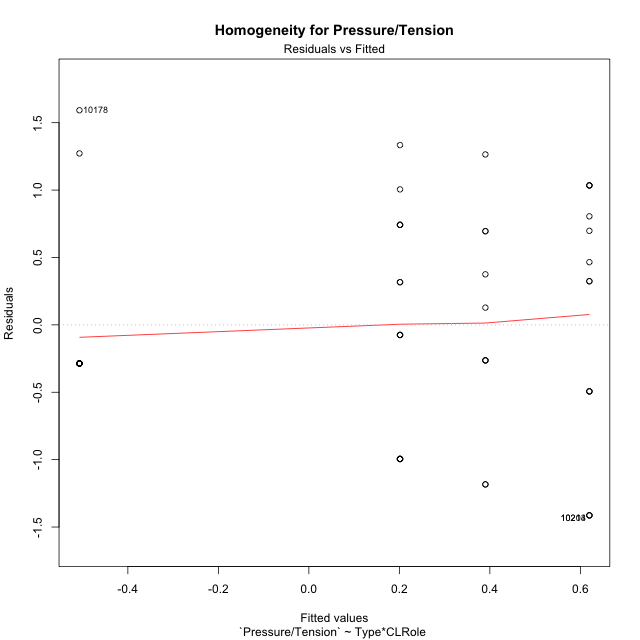 Homogeneity for Pressure/Tension
Residuals vs Fitted
10178
1.5
1.0
0.5
0.0
-0.5
-1.0
-1.5
Residuals
-0.4
-0.2
0.0
0.2
0.4
0.6
Fitted values
`Pressure/Tension` ~ Type*CLRole